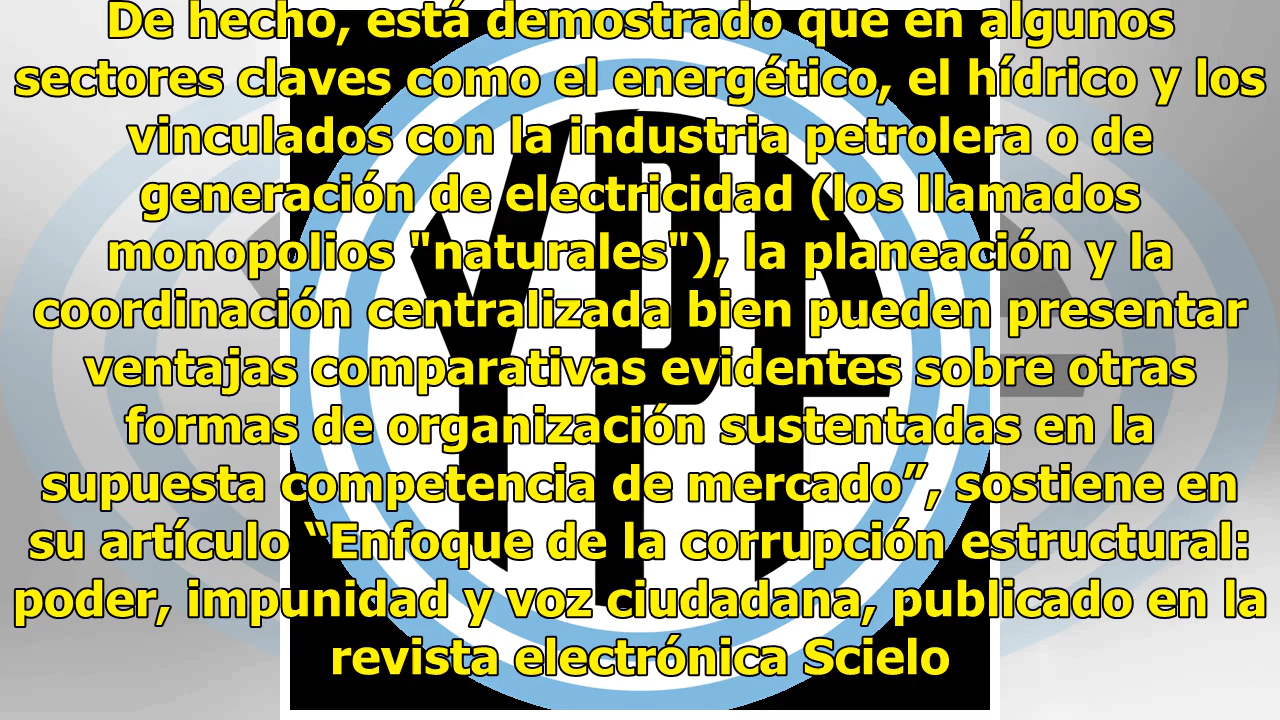 De hecho, está demostrado que en algunos
sectores claves como el energético, el hídrico y los
vinculados con la industria petrolera o de
generación de electricidad (los llamados
monopolios "naturales"), la planeación y la
coordinación centralizada bien pueden presentar
ventajas comparativas evidentes sobre otras
formas de organización sustentadas en la
supuesta competencia de mercado”, sostiene en
su artículo “Enfoque de la corrupción estructural:
poder, impunidad y voz ciudadana, publicado en la
revista electrónica Scielo
YPF